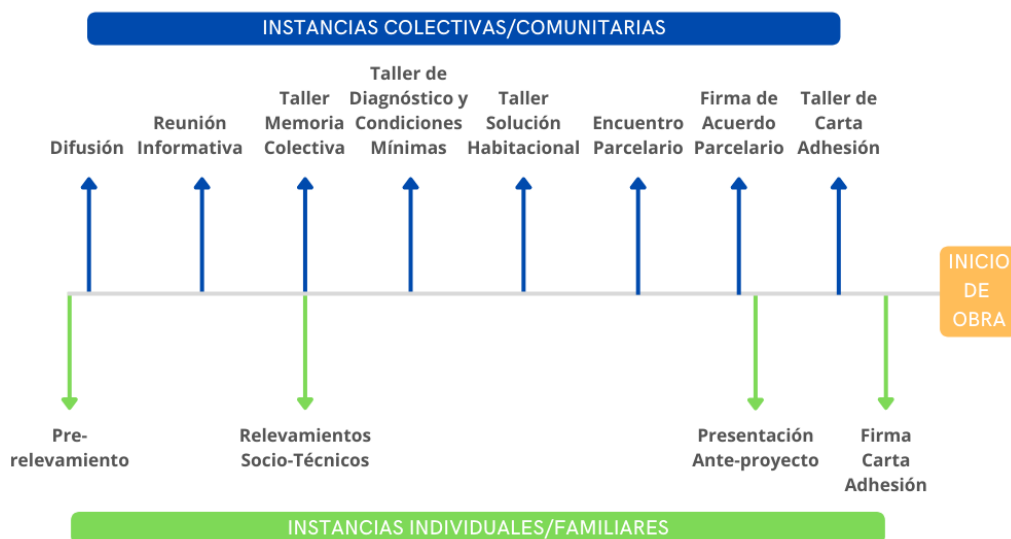 INSTANCIAS COLECTIVAS/COMUNITARIAS
Difusión
Reunión
Informativa
Taller
Memoria
Colectiva
Taller de
Diagnóstico y
Condiciones
Mínimas
Taller
Solución
Habitacional
Encuentro
Parcelario
Firma de
Acuerdo
Parcelario
Taller de
Carta
Adhesión
INICIO
DE
OBRA
Pre-
relevamiento
Relevamientos
Socio-Técnicos
Presentación
Ante-proyecto
Firma
Carta
Adhesión
INSTANCIAS INDIVIDUALES/FAMILIARES